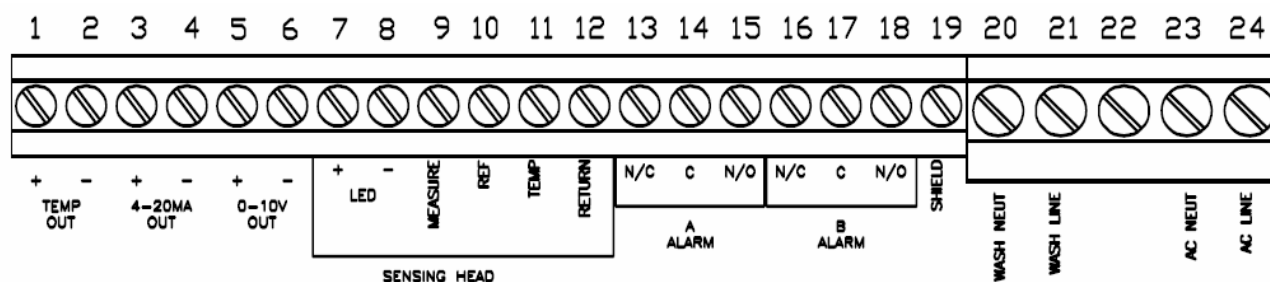 1 2 3 4 5 6 7 8 9 10 11 12 13 14 15 16 17 18 19 20 21 22 23 24
+ - + - + - + - MEASURE REF TEMP RETURN N/C C N/O N/C C N/O SHIELD WASH NEUT WASH LINE AC NEUT AC LINE
TEMP OUT
4-20MA OUT
0-10V OUT
LED
A ALARM
B ALARM
SENSING HEAD